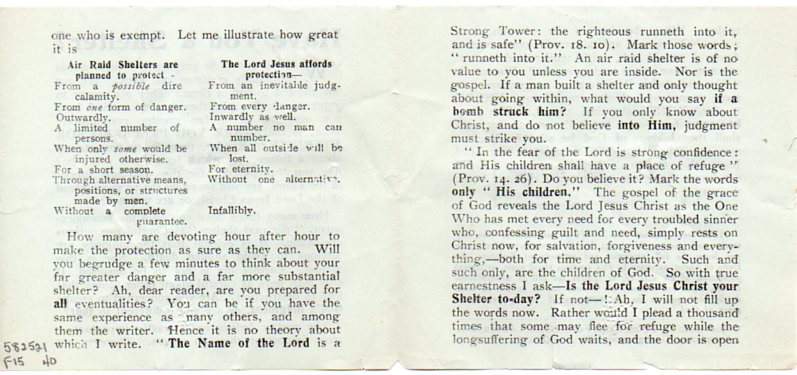 one who is exempt. Let me illustrate how great
it is
Air Raid Shelters are
planned to protect -
The Lord Jesus affords
protection—
From a possible dire
calamity.
From an inevitable judg-
ment.
From one form of danger.
From every danger.
Outwardly.
Inwardly as well.
A limited number of
persons.
A number no man can
number.
When only some would be
injured otherwise.
When all outside will be
lost.
For a short season.
For eternity.
Through alternative means,
positions, or structures
made by men.
Without one alternative.
Without a complete
guarantee.
Infallibly.
How many are devoting hour after hour to
make the protection as sure as they can. Will
you begrudge a few minutes to think about your
far greater danger and a far more substantial
shelter? Ah, dear reader, are you prepared for
all eventualities? You can be if you have the
same experience as many others, and among
them the writer. Hence it is no theory about
which I write. "The Name of the Lord is a
582521
F15 40
Strong Tower: the righteous runneth into it,
and is safe" (Prov. 18. 10). Mark those words;
"runneth into it." An air raid shelter is of no
value to you unless you are inside. Nor is the
gospel. If a man built a shelter and only thought
about going within, what would you say if a
bomb struck him? If you only know about
Christ, and do not believe into Him, judgment
must strike you.
"In the fear of the Lord is strong confidence:
and His children shall have a place of refuge"
(Prov. 14. 26). Do you believe it? Mark the words
only "His children." The gospel of the grace
of God reveals the Lord Jesus Christ as the One
Who has met every need for every troubled sinner
who, confessing guilt and need, simply rests on
Christ now, for salvation, forgiveness and every-
thing,—both for time and eternity. Such and
such only, are the children of God. So with true
earnestness I ask—Is the Lord Jesus Christ your
Shelter to-day? If not—! Ah, I will not fill up
the words now. Rather would I plead a thousand
times that some may flee for refuge while the
longsuffering of God waits, and the door is open